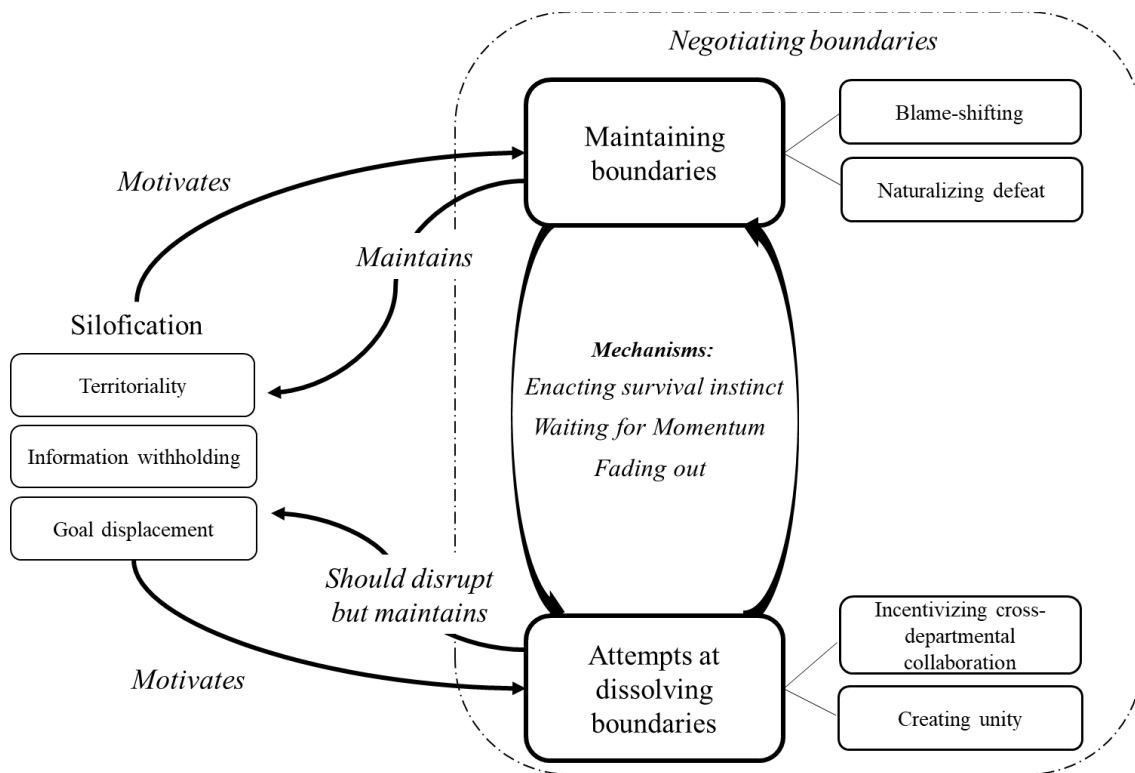 Negotiating boundaries
Maintaining
boundaries
Blame-shifting
Naturalizing defeat
Motivates
Maintains
Silofication
Territoriality
Information withholding
Goal displacement
Mechanisms:
Enacting survival instinct
Waiting for Momentum
Fading out
Should disrupt
but maintains
Motivates
Attempts at
dissolving
boundaries
Incentivizing cross-
departmental
collaboration
Creating unity